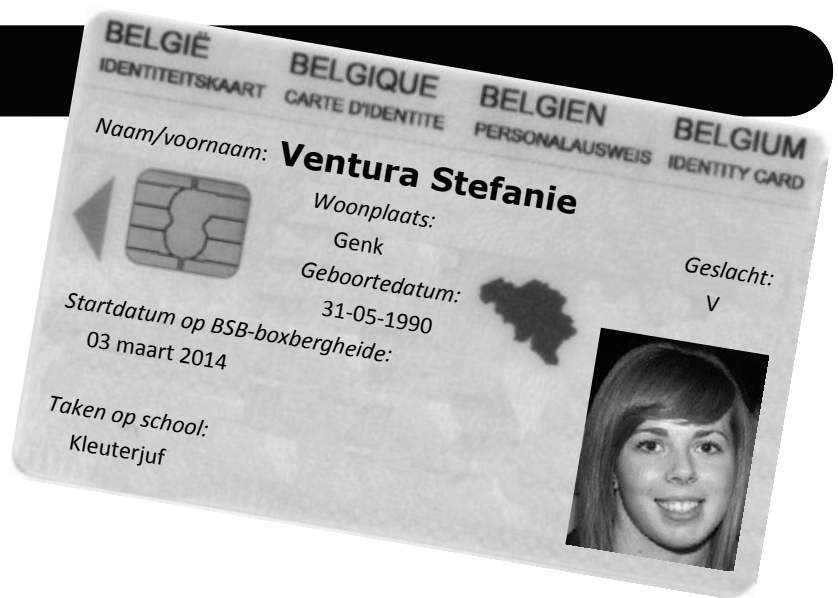 BELGIË
IDENTITEITSKAART
BELGIQUE
CARTE D'IDENTITE
BELGIEN
PERSONALAUSWEIS
BELGIUM
IDENTITY CARD
Naam/voornaam: Ventura Stefanie
Woonplaats:
Genk
Geslacht:
V
Geboortedatum:
31-05-1990
Startdatum op BSB-boxbergheide:
03 maart 2014
Taken op school:
Kleuterjuf